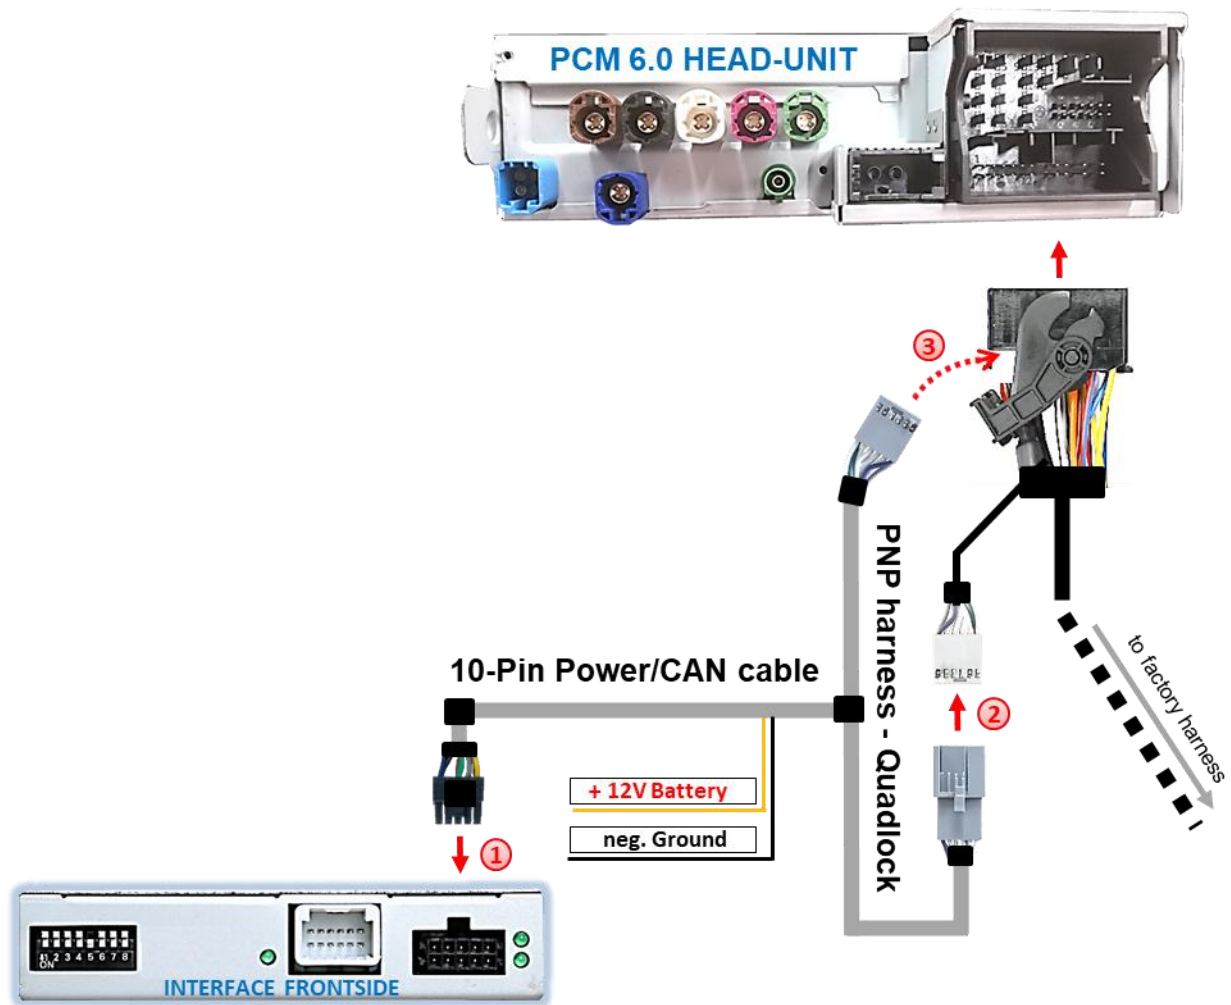 PCM 6.0 HEAD-UNIT
3
PNP harness - Quadlock
to factory harness
10-Pin Power/CAN cable
2
+ 12V Battery
neg. Ground
1
1 2 3 4 5 6 7 8
ON
INTERFACE FRONTSIDE